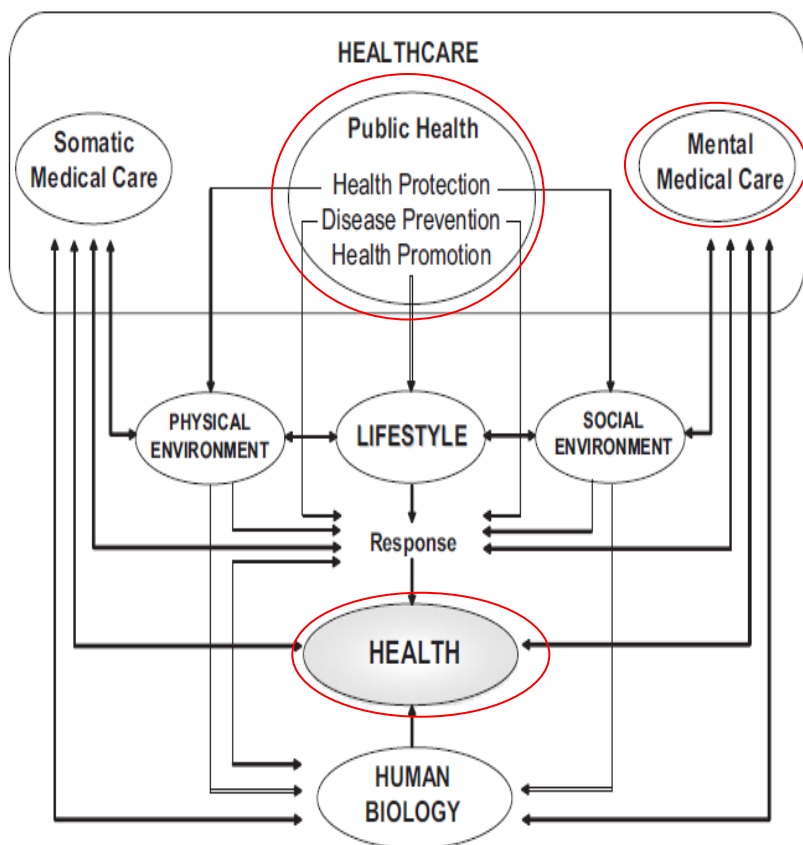 HEALTHCARE
Somatic
Medical Care
Public Health
Health Protection
Disease Prevention
Health Promotion
Mental
Medical Care
PHYSICAL
ENVIRONMENT
LIFESTYLE
SOCIAL
ENVIRONMENT
Response
HEALTH
HUMAN
BIOLOGY